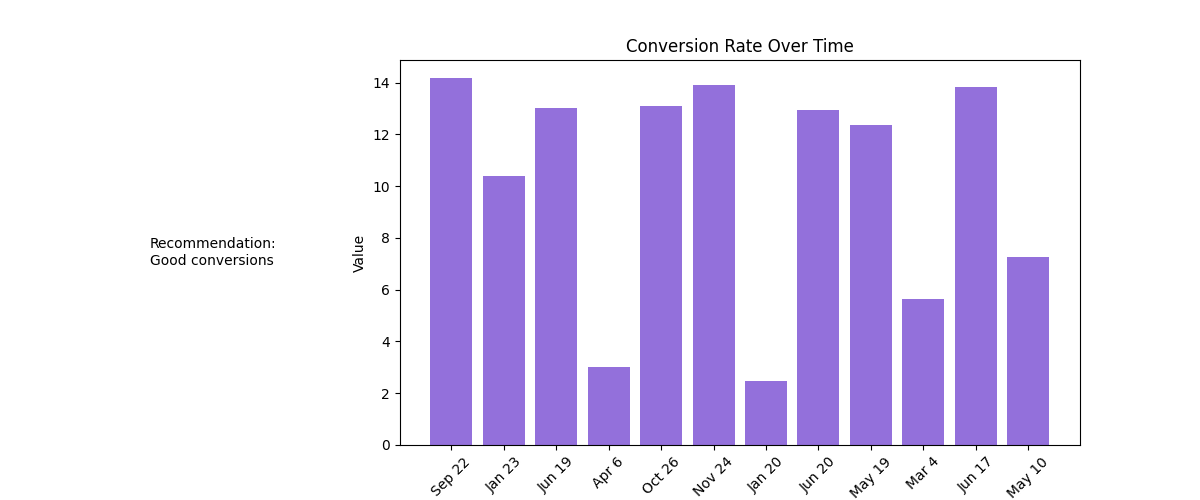 Conversion Rate Over Time
Recommendation:
Good conversions
Value
14
12
10
8
6
4
2
0
Sep 22
Jan 23
Jun 19
Apr 6
Oct 26
Nov 24
Jan 20
Jun 20
May 19
Mar 4
Jun 17
May 10